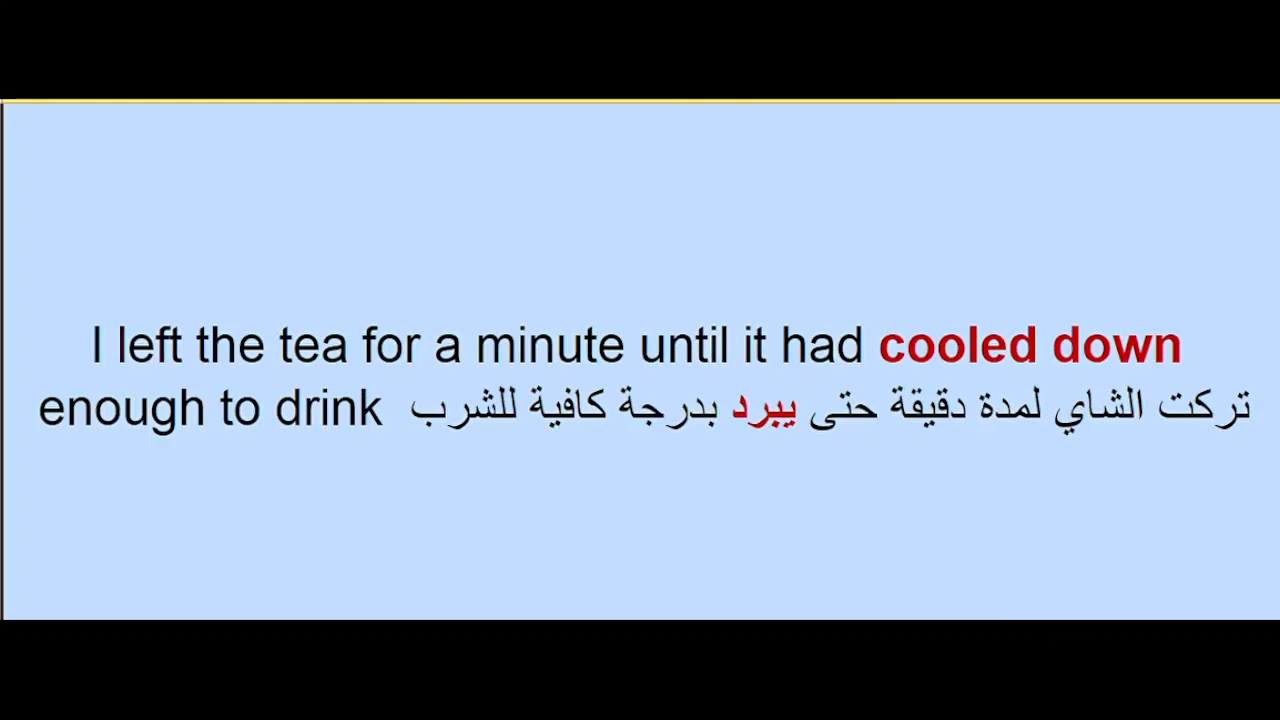 I left the tea for a minute until it had cooled down
enough to drink تركت الشاي لمدة دقيقة حتى يبرد بدرجة كافية للشرب